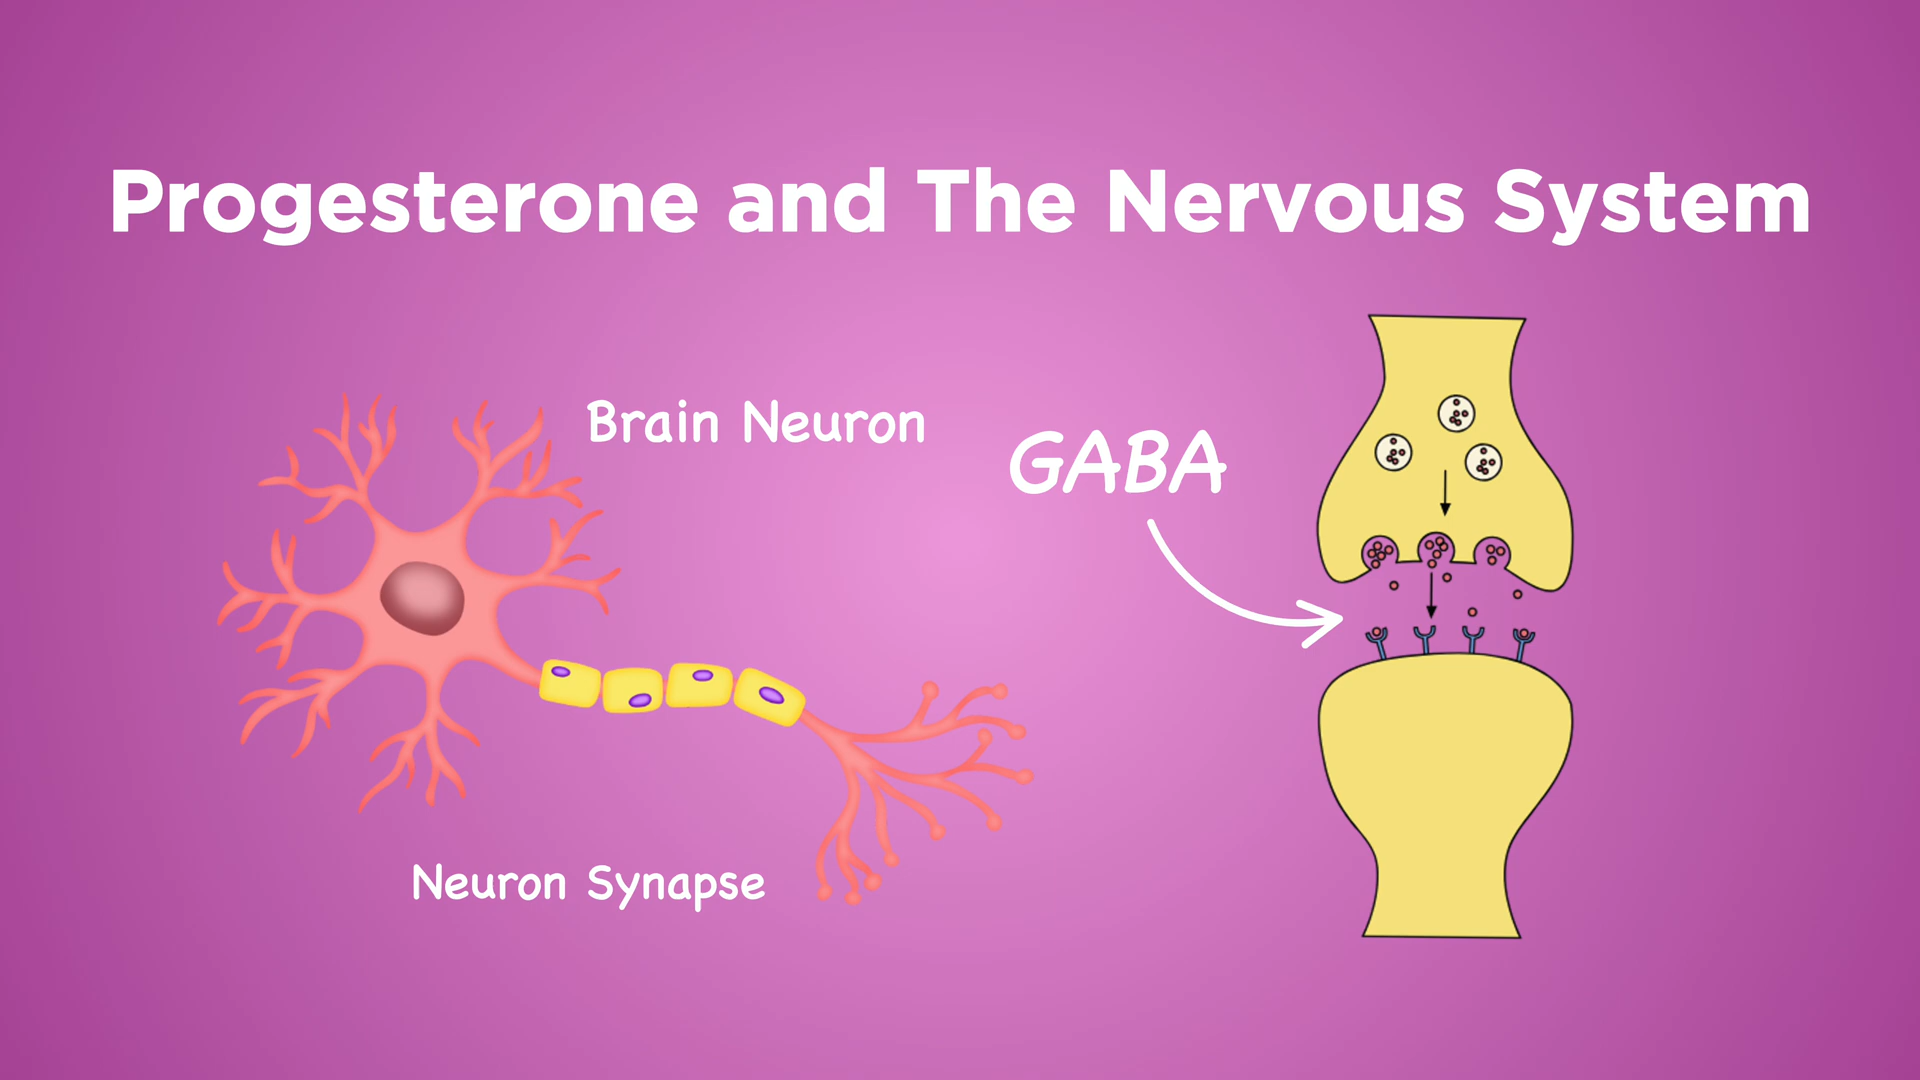 Progesterone and The Nervous System
Brain Neuron
GABA
Neuron Synapse